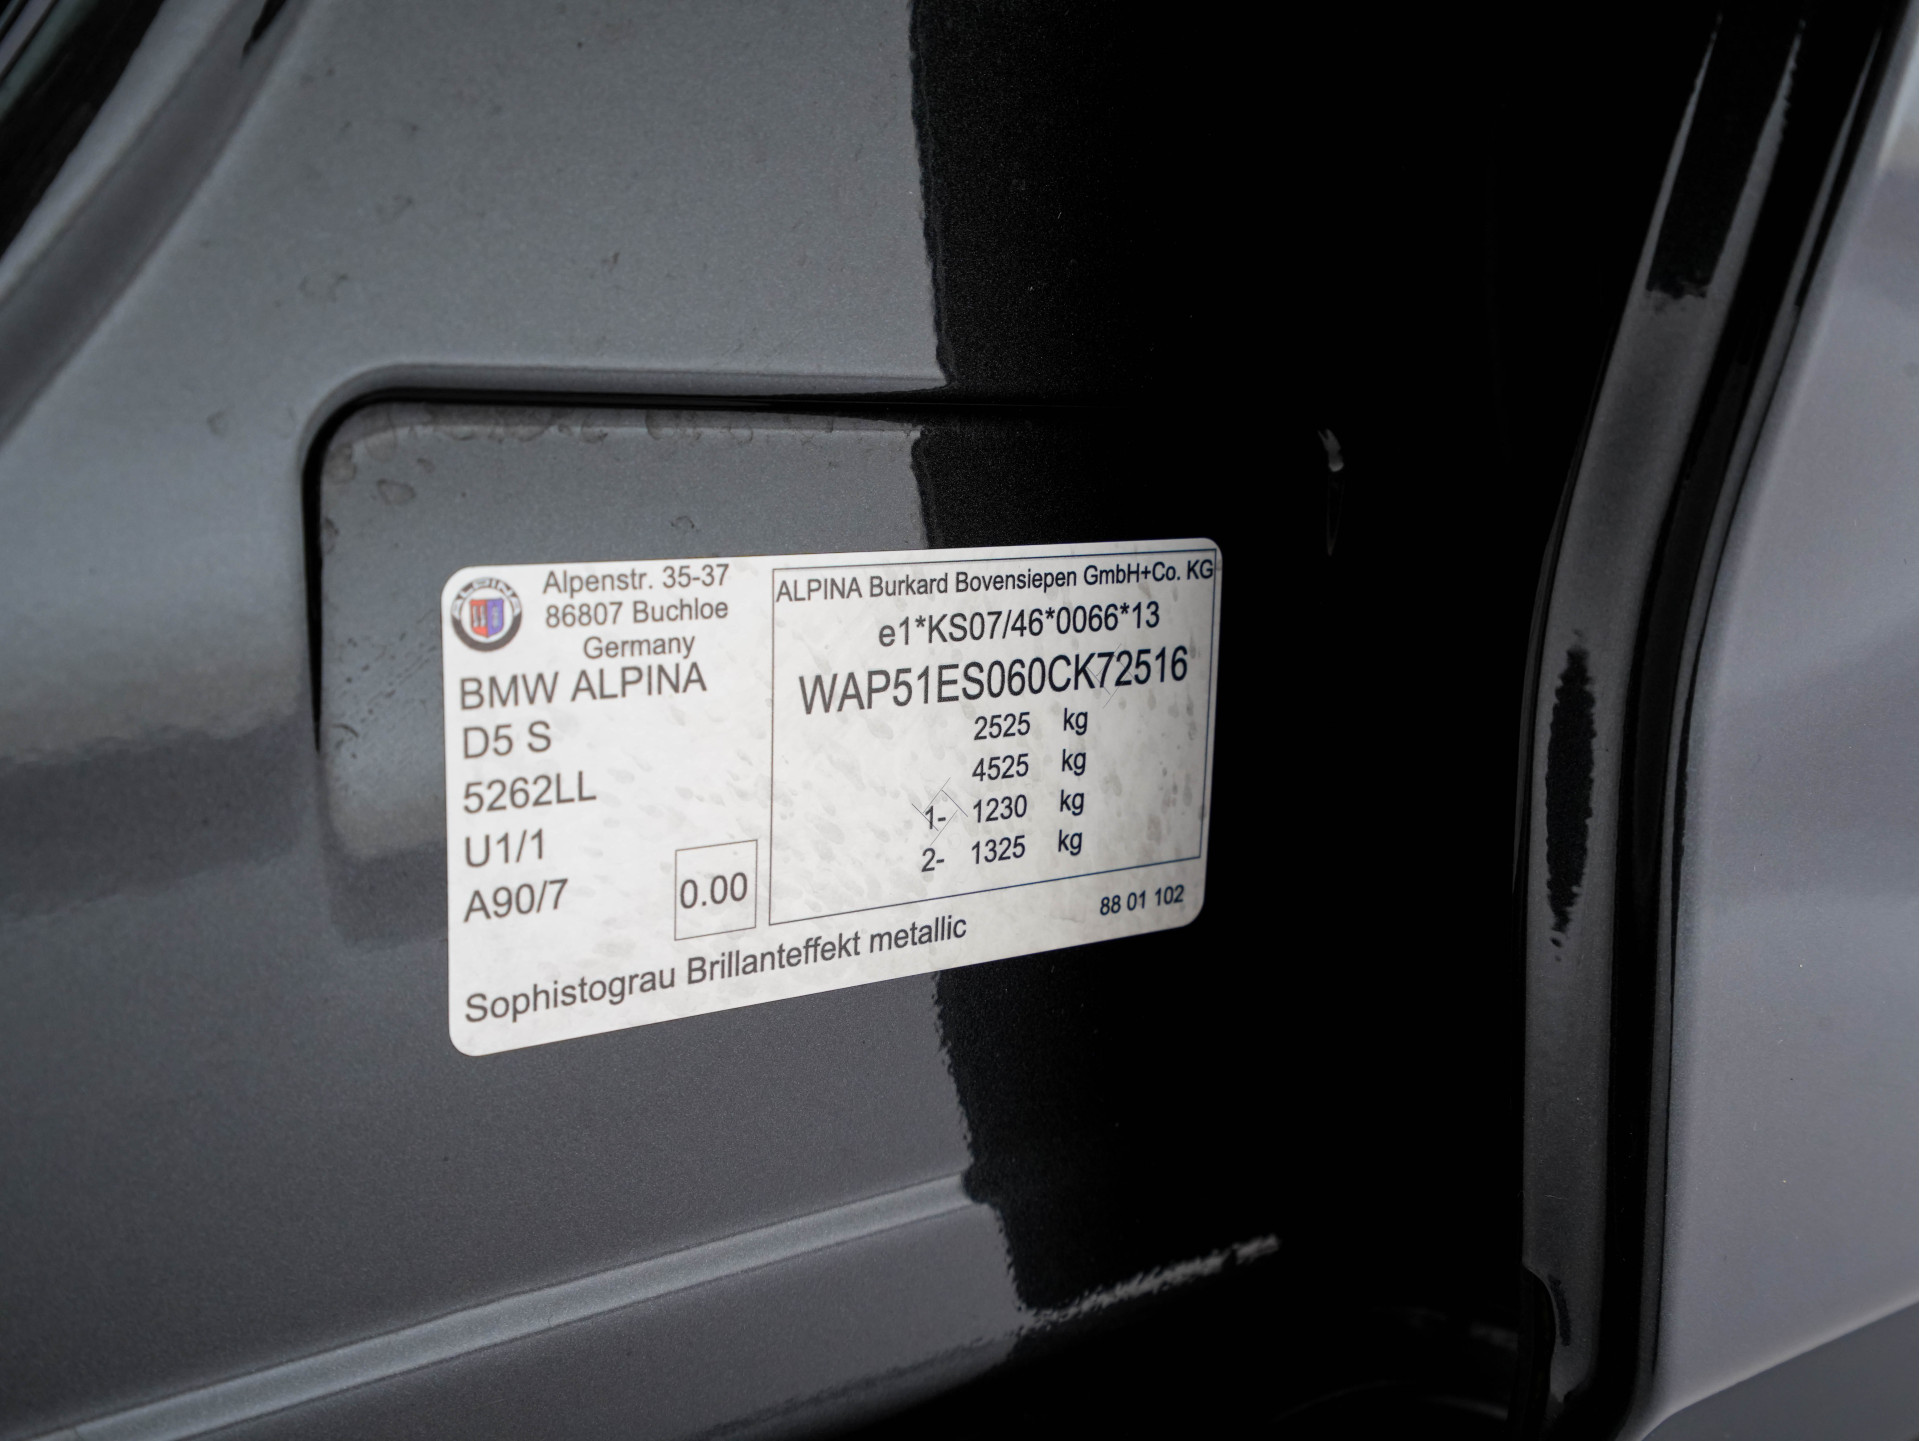 ALPINA
Alpenstr. 35-37
86807 Buchloe
Germany
BMW ALPINA
D5 S
5262LL
U1/1
A90/7
0.00
ALPINA Burkard Bovensiepen GmbH+Co. KG
e1*KS07/46*0066*13
WAP51ES060CK72516
2525 kg
4525 kg
1- 1230 kg
2- 1325 kg
88 01 102
Sophistograu Brillanteffekt metallic